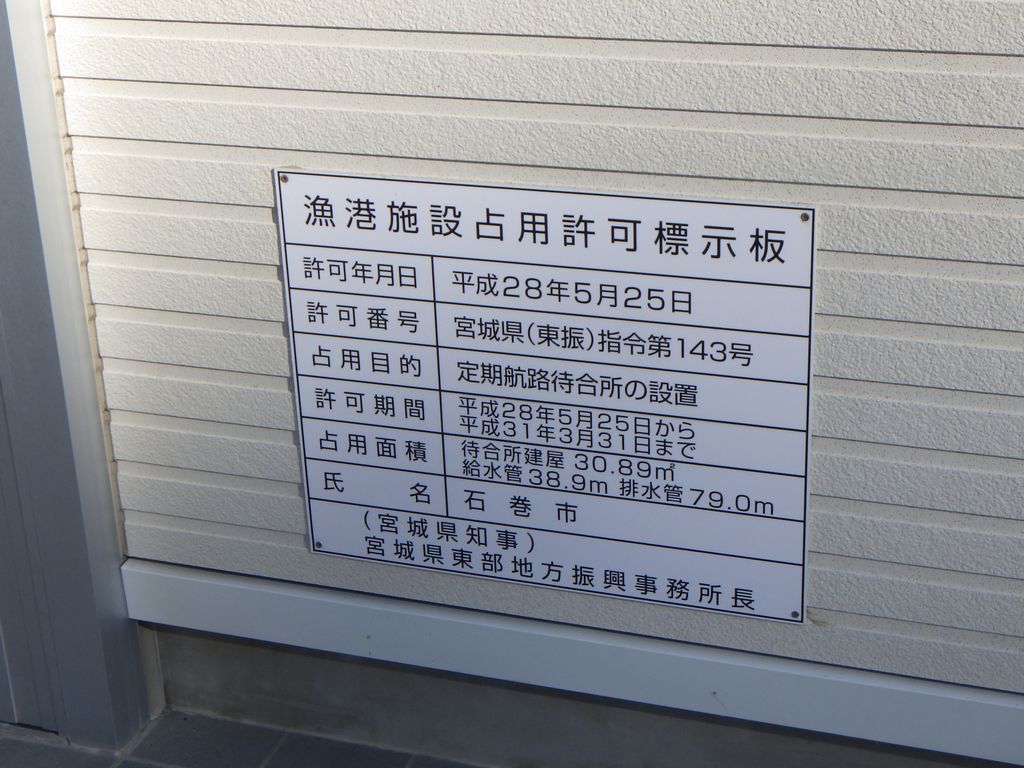 漁港施設占用許可標示板
許可年月日 平成28年5月25日
許可番号 宮城県(東振)指令第143号
占用目的 定期航路待合所の設置
許可期間 平成28年5月25日から
平成31年3月31日まで
占用面積 待合所建屋 30.89㎡
給水管38.9m 排水管79.0m
氏名 石巻市
(宮城県知事)
宮城県東部地方振興事務所長